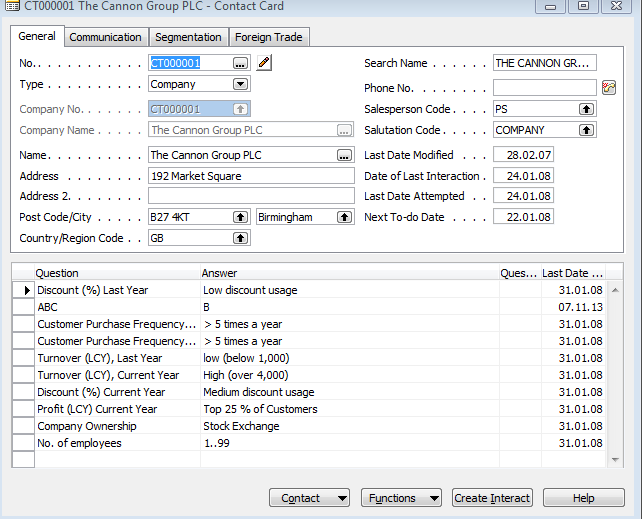 CT000001 The Cannon Group PLC - Contact Card
General Communication Segmentation Foreign Trade
No. . . . . . . . . . . . CT000001 ... Search Name . . . . . . THE CANNON GR...
Type . . . . . . . . . . . Company Phone No. . . . . . . .
Company No. . . . . . . . CT000001 Salesperson Code . . . . PS
Company Name . . . . . . The Cannon Group PLC ... Salutation Code . . . . . COMPANY
Name. . . . . . . . . . . The Cannon Group PLC ... Last Date Modified . . . 28.02.07
Address . . . . . . . . . 192 Market Square Date of Last Interaction . 24.01.08
Address 2. . . . . . . . . Last Date Attempted . . 24.01.08
Post Code/City . . . . . . B27 4KT Birmingham Next To-do Date . . . . 22.01.08
Country/Region Code . . GB
Question Answer Ques... Last Date ...
Discount (%) Last Year Low discount usage 31.01.08
ABC B 07.11.13
Customer Purchase Frequency... > 5 times a year 31.01.08
Customer Purchase Frequency... > 5 times a year 31.01.08
Turnover (LCY), Last Year low (below 1,000) 31.01.08
Turnover (LCY), Current Year High (over 4,000) 31.01.08
Discount (%) Current Year Medium discount usage 31.01.08
Profit (LCY) Current Year Top 25 % of Customers 31.01.08
Company Ownership Stock Exchange 31.01.08
No. of employees 1..99 31.01.08
Contact Functions Create Interact Help